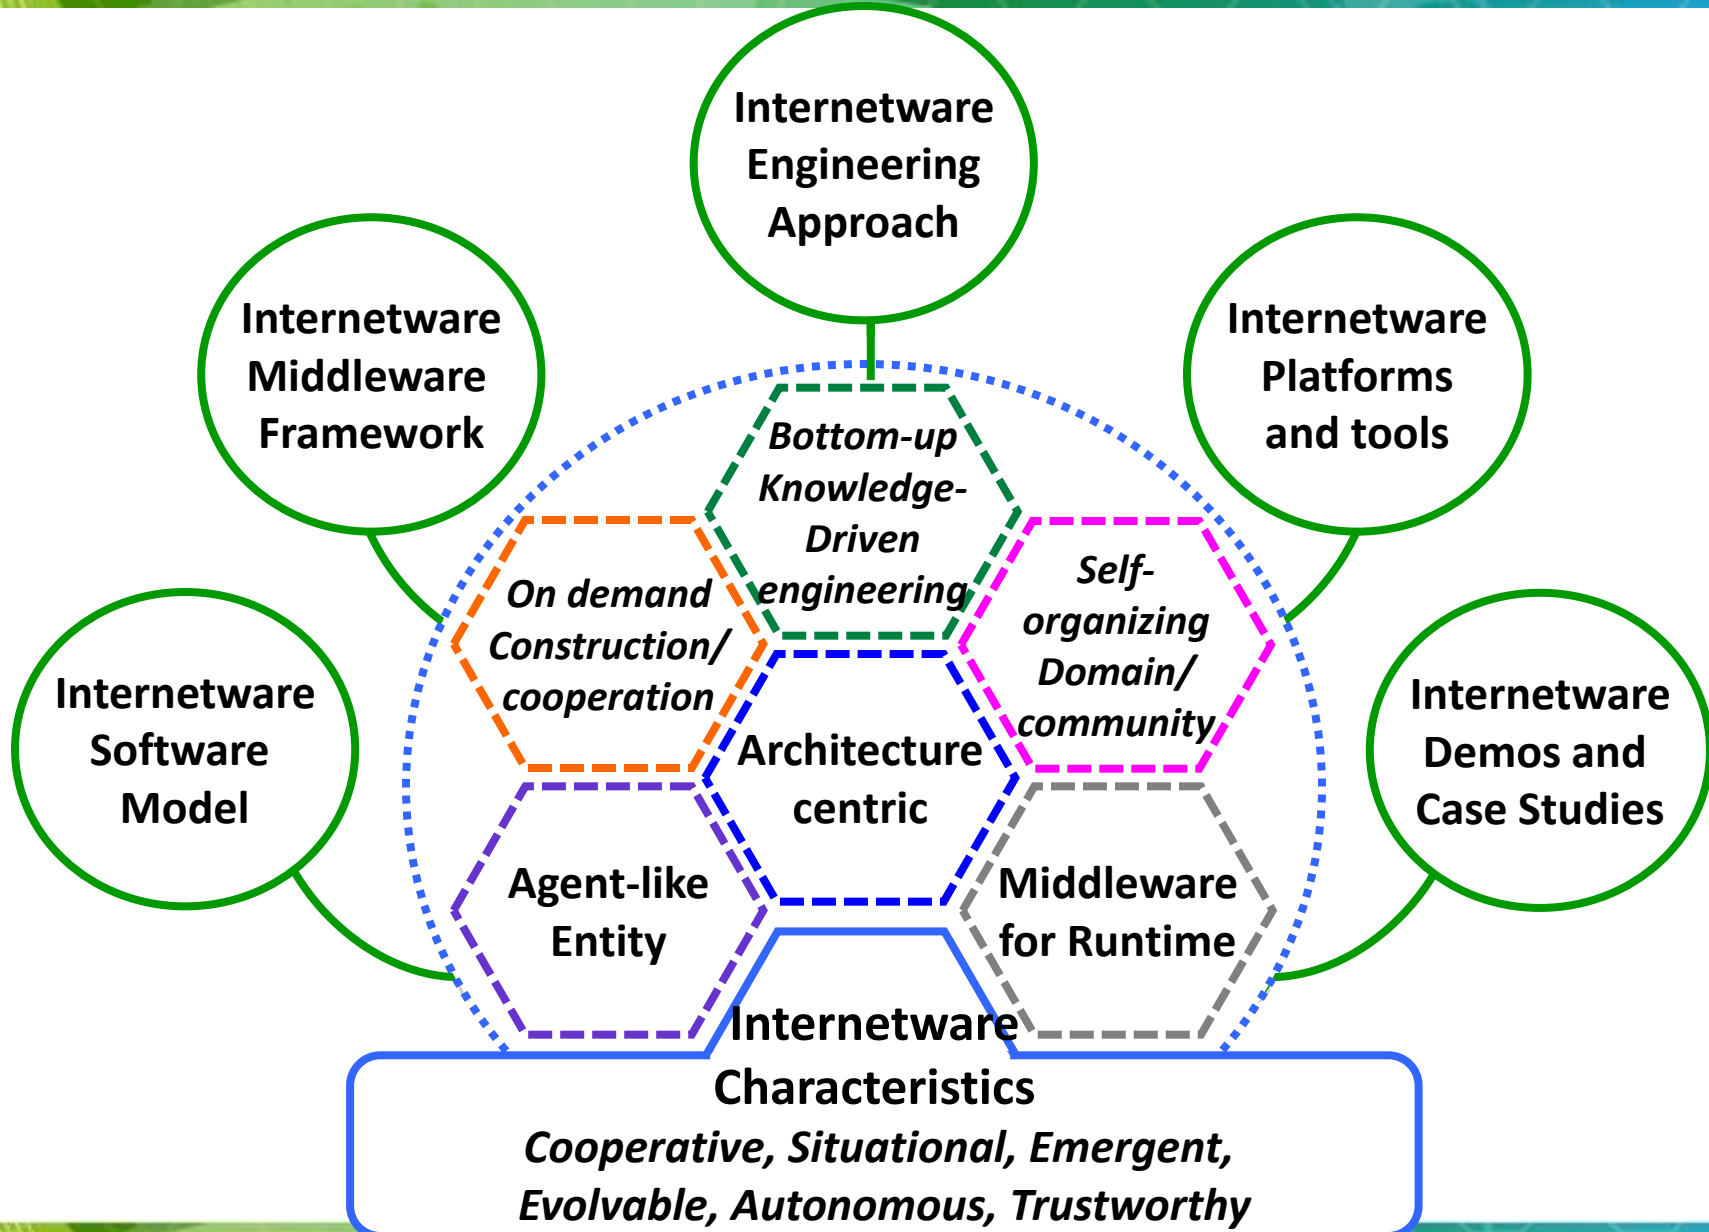 Internetware
Engineering
Approach
Internetware
Middleware
Framework
Internetware
Platforms
and tools
Bottom-up
Knowledge-
Driven
engineering
On demand
Construction/
cooperation
Self-
organizing
Domain/
community
Internetware
Software
Model
Architecture
centric
Internetware
Demos and
Case Studies
Agent-like
Entity
Middleware
for Runtime
Internetware
Characteristics
Cooperative, Situational, Emergent,
Evolvable, Autonomous, Trustworthy